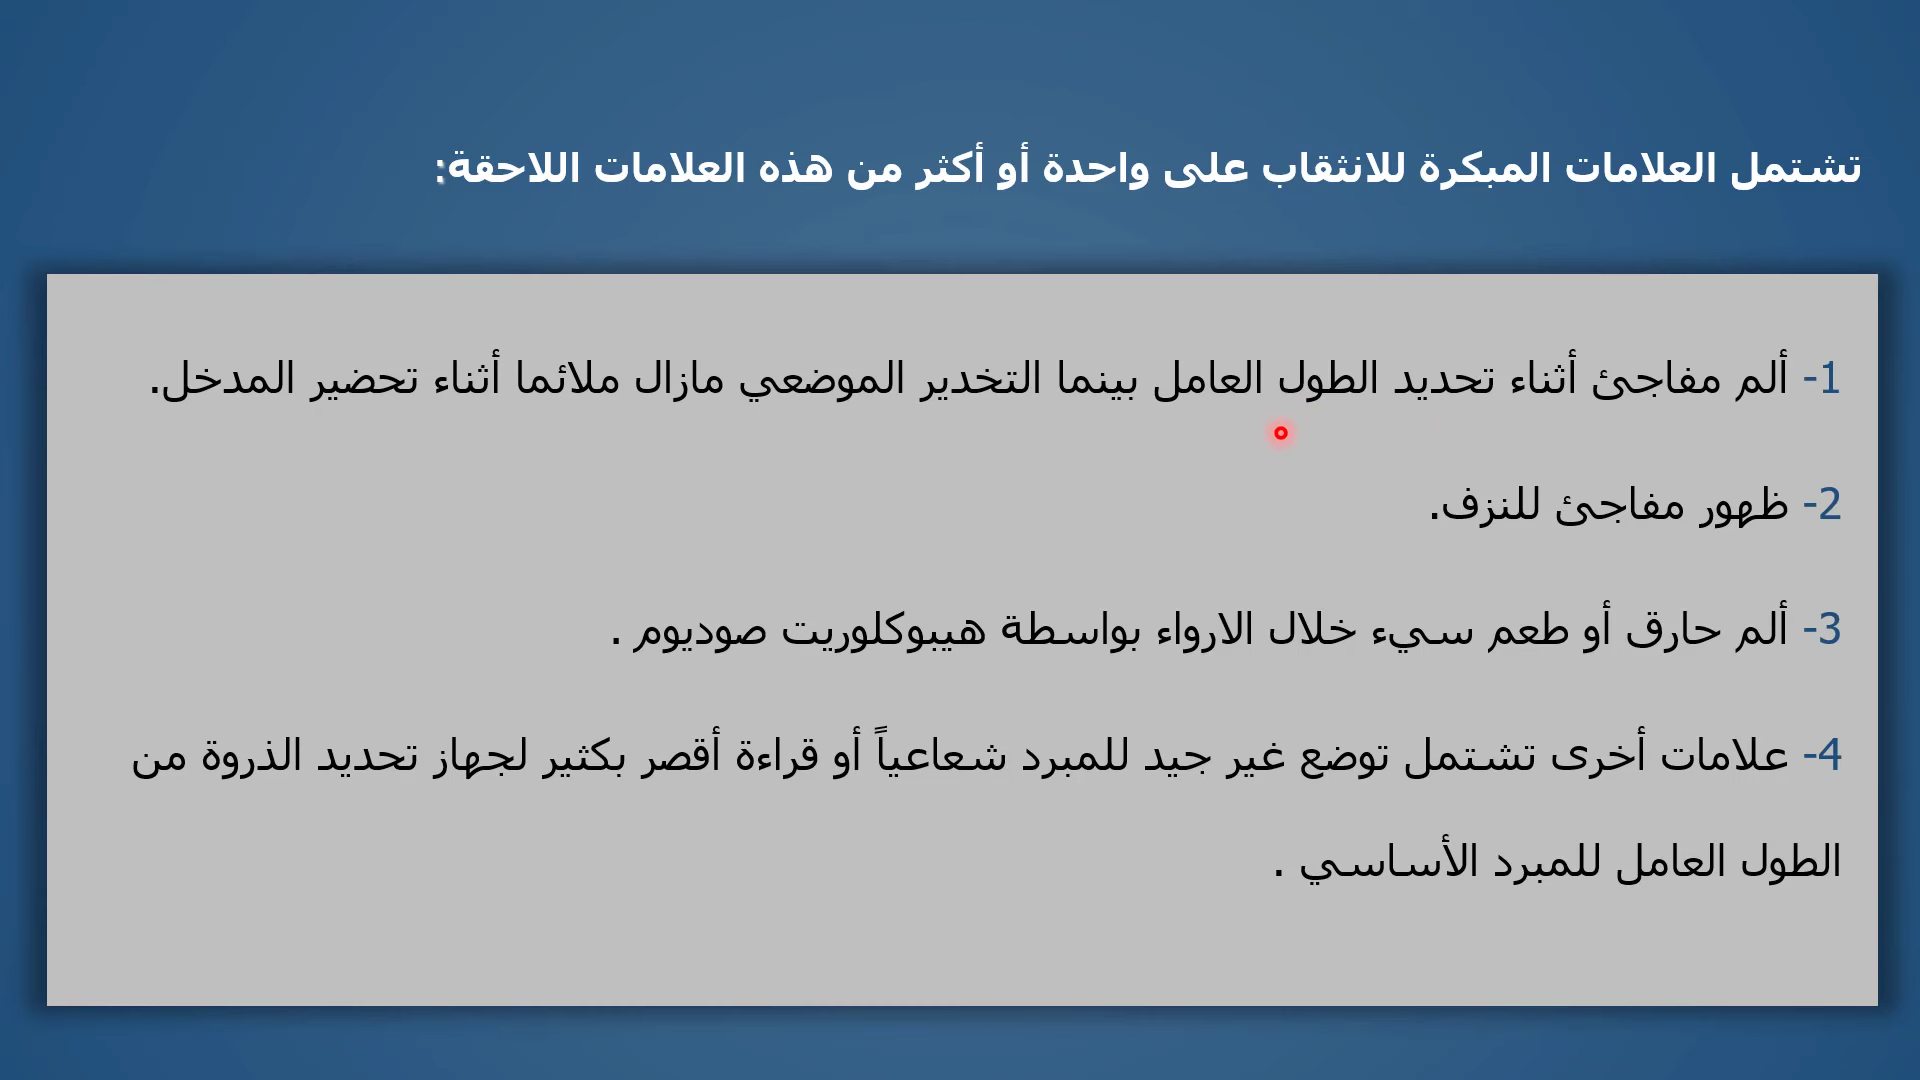 تشتمل العلامات المبكرة للانثقاب على واحدة أو أكثر من هذه العلامات اللاحقة:
1- ألم مفاجئ أثناء تحديد الطول العامل بينما التخدير الموضعي مازال ملائما أثناء تحضير المدخل.
2- ظهور مفاجئ للنزف.
3- ألم حارق أو طعم سيء خلال الارواء بواسطة هيبوكلوريت صوديوم .
4- علامات أخرى تشتمل توضع غير جيد للمبرد شعاعياً أو قراءة أقصر بكثير لجهاز تحديد الذروة من
الطول العامل للمبرد الأساسي .